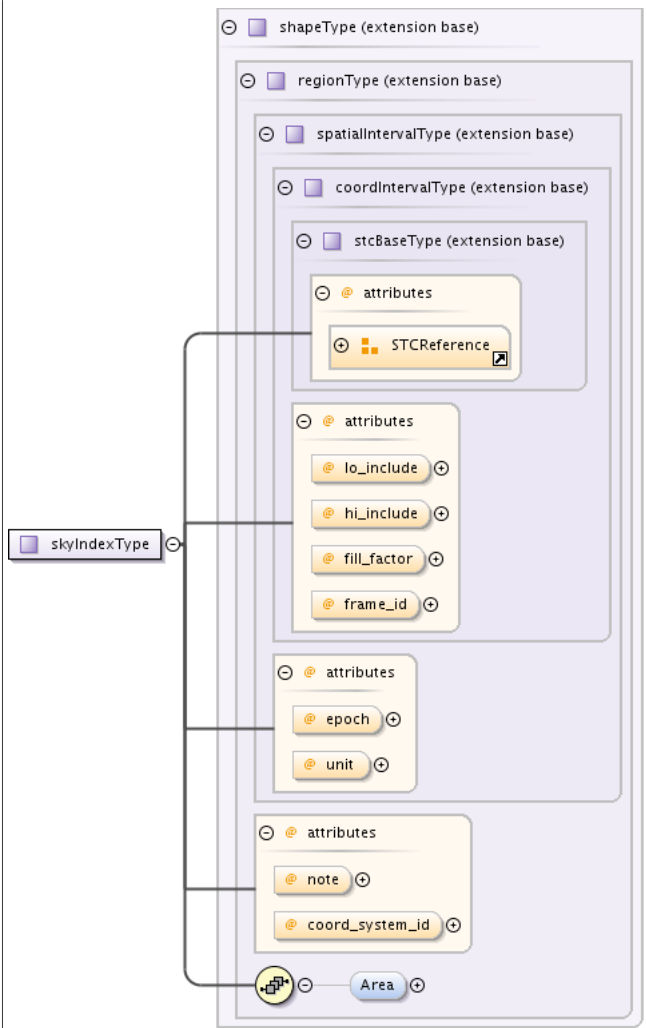 shapeType (extension base)
regionType (extension base)
spatialIntervalType (extension base)
coordIntervalType (extension base)
stcBaseType (extension base)
@ attributes
STCReference
@ attributes
@ lo_include
@ hi_include
@ fill_factor
@ frame_id
skyIndexType
@ attributes
@ epoch
@ unit
@ attributes
@ note
@ coord_system_id
Area